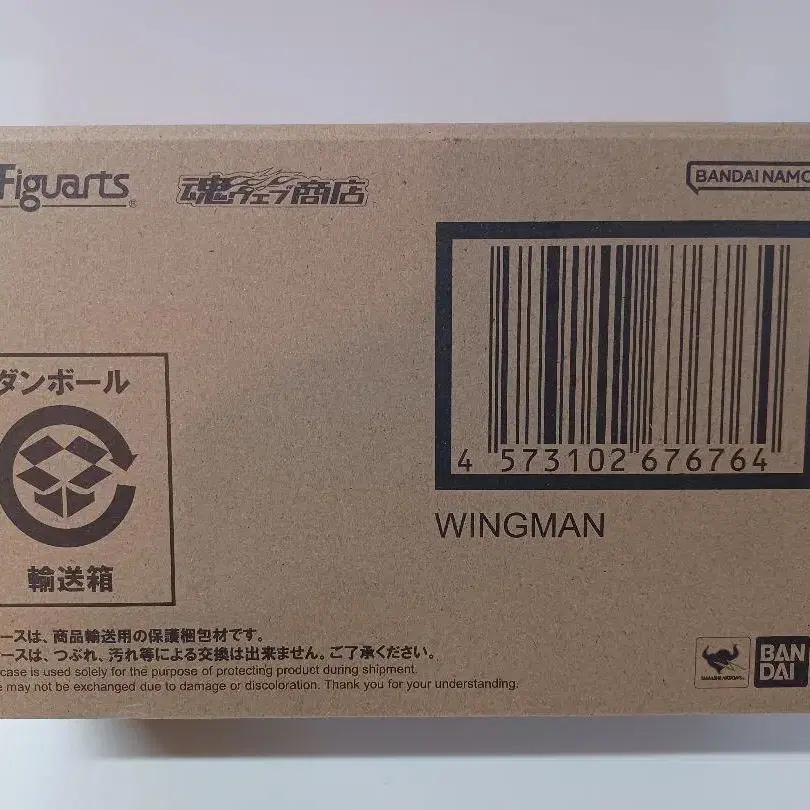 Figuarts®
魂ウェブ商店
BANDAI NAMCO
4 573102 676764
WINGMAN
ダンボール
輸送箱
ースは、商品輸送用の保護梱包材です。
ースは、つぶれ、汚れ等による交換は出来ません。ご了承ください。
case is used solely for the purpose of protecting product during shipment.
e may not be exchanged due to damage or discoloration. Thank you for your understanding.
TAMASHII NATIONS
BAN
DAI